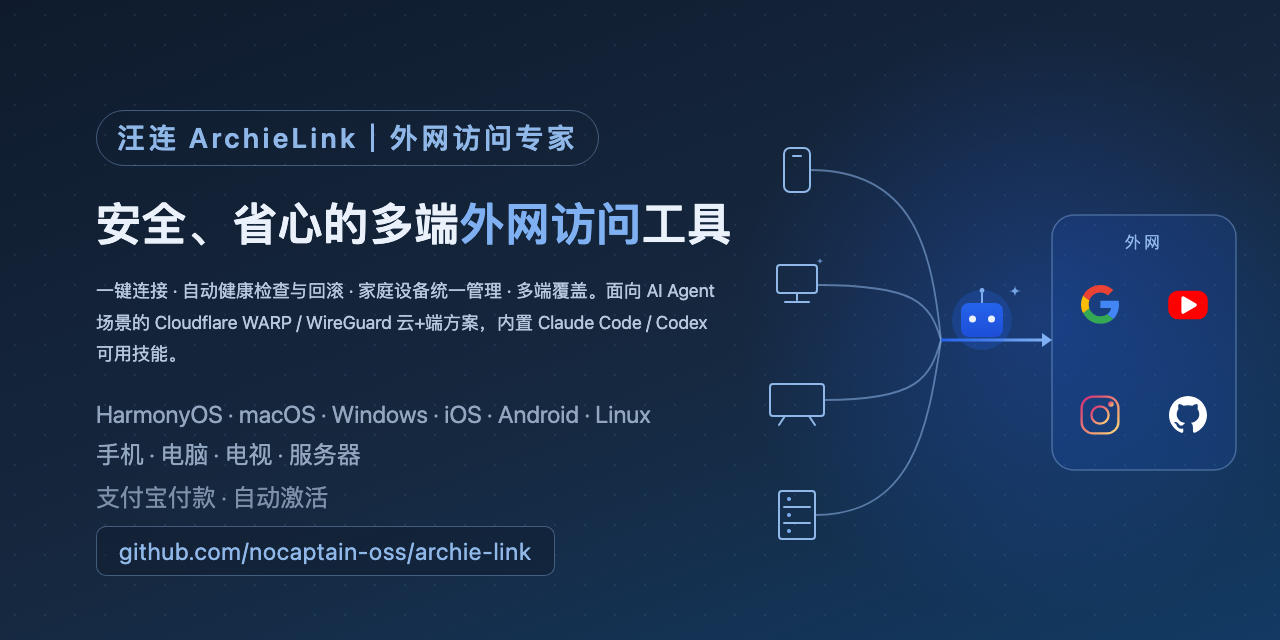 汪连 ArchieLink｜外网访问专家
安全、省心的多端外网访问工具
一键连接 · 自动健康检查与回滚 · 家庭设备统一管理 · 多端覆盖。面向 AI Agent
场景的 Cloudflare WARP / WireGuard 云+端方案，内置 Claude Code / Codex
可用技能。
HarmonyOS · macOS · Windows · iOS · Android · Linux
手机 · 电脑 · 电视 · 服务器
支付宝付款 · 自动激活
github.com/nocaptain-oss/archie-link
外网